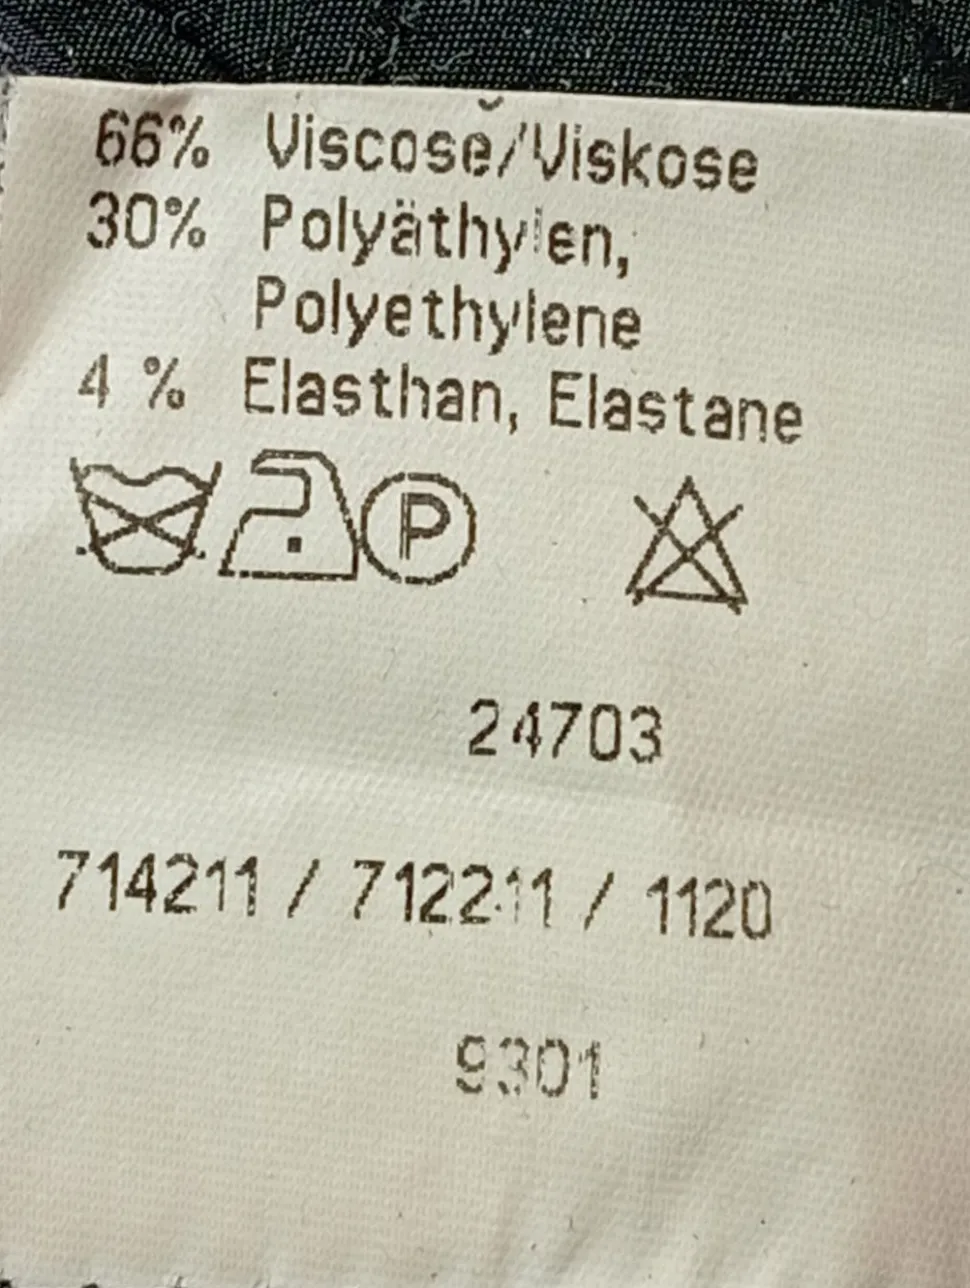 66% Viscose/Viskose
30% Polyäthylen,
Polyethylene
4 % Elasthan, Elastane
P
24703
714211 / 712211 / 1120
9301